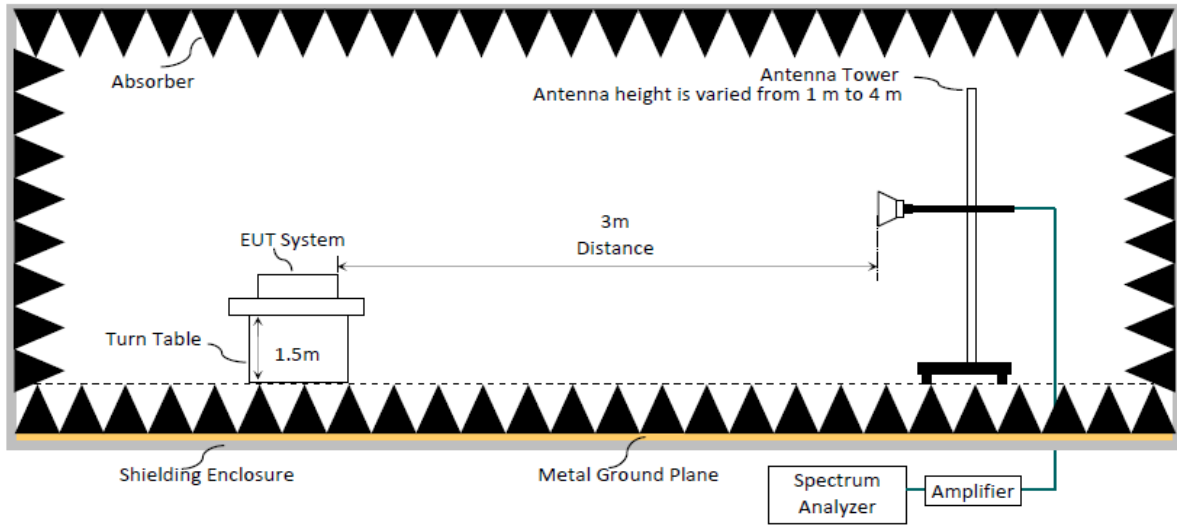 Absorber
Antenna Tower
Antenna height is varied from 1 m to 4 m
3m
Distance
EUT System
Turn Table
1.5m
Shielding Enclosure
Metal Ground Plane
Spectrum
Analyzer
Amplifier